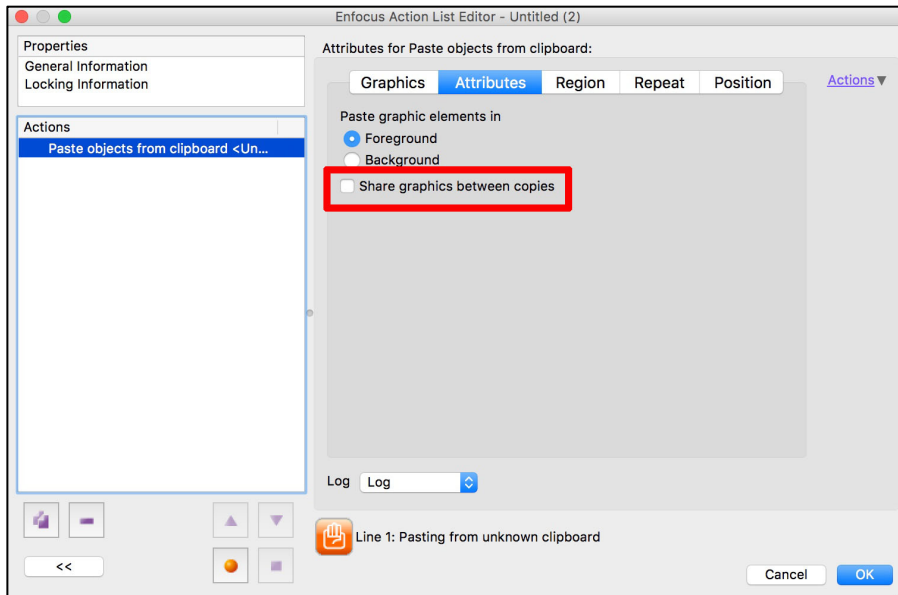 Enfocus Action List Editor - Untitled (2)
Properties
General Information
Locking Information
Actions
Paste objects from clipboard <Un...
<<
Attributes for Paste objects from clipboard:
Graphics Attributes Region Repeat Position
Actions
Paste graphic elements in
Foreground
Background
Share graphics between copies
Log Log
Line 1: Pasting from unknown clipboard
Cancel OK